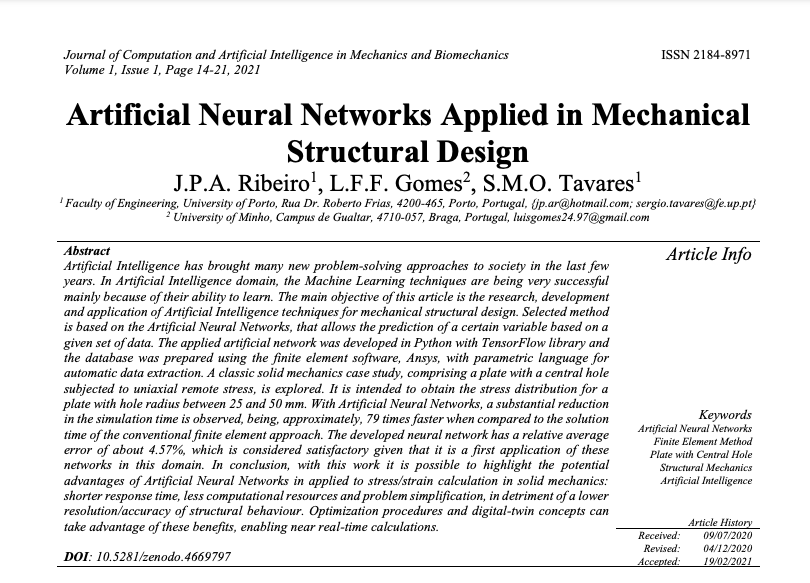 Journal of Computation and Artificial Intelligence in Mechanics and Biomechanics
ISSN 2184-8971
Volume 1, Issue 1, Page 14-21, 2021
Artificial Neural Networks Applied in Mechanical
Structural Design
J.P.A. Ribeiro¹, L.F.F. Gomes², S.M.O. Tavares¹
¹ Faculty of Engineering, University of Porto, Rua Dr. Roberto Frias, 4200-465, Porto, Portugal, {jp.ar@hotmail.com; sergio.tavares@fe.up.pt}
² University of Minho, Campus de Gualtar, 4710-057, Braga, Portugal, luisgomes24.97@gmail.com
Abstract
Artificial Intelligence has brought many new problem-solving approaches to society in the last few
years. In Artificial Intelligence domain, the Machine Learning techniques are being very successful
mainly because of their ability to learn. The main objective of this article is the research, development
and application of Artificial Intelligence techniques for mechanical structural design. Selected method
is based on the Artificial Neural Networks, that allows the prediction of a certain variable based on a
given set of data. The applied artificial network was developed in Python with TensorFlow library and
the database was prepared using the finite element software, Ansys, with parametric language for
automatic data extraction. A classic solid mechanics case study, comprising a plate with a central hole
subjected to uniaxial remote stress, is explored. It is intended to obtain the stress distribution for a
plate with hole radius between 25 and 50 mm. With Artificial Neural Networks, a substantial reduction
in the simulation time is observed, being, approximately, 79 times faster when compared to the solution
time of the conventional finite element approach. The developed neural network has a relative average
error of about 4.57%, which is considered satisfactory given that it is a first application of these
networks in this domain. In conclusion, with this work it is possible to highlight the potential
advantages of Artificial Neural Networks in applied to stress/strain calculation in solid mechanics:
shorter response time, less computational resources and problem simplification, in detriment of a lower
resolution/accuracy of structural behaviour. Optimization procedures and digital-twin concepts can
take advantage of these benefits, enabling near real-time calculations.
DOI: 10.5281/zenodo.4669797
Article Info
Keywords
Artificial Neural Networks
Finite Element Method
Plate with Central Hole
Structural Mechanics
Artificial Intelligence
Article History
Received: 09/07/2020
Revised: 04/12/2020
Accepted: 19/02/2021